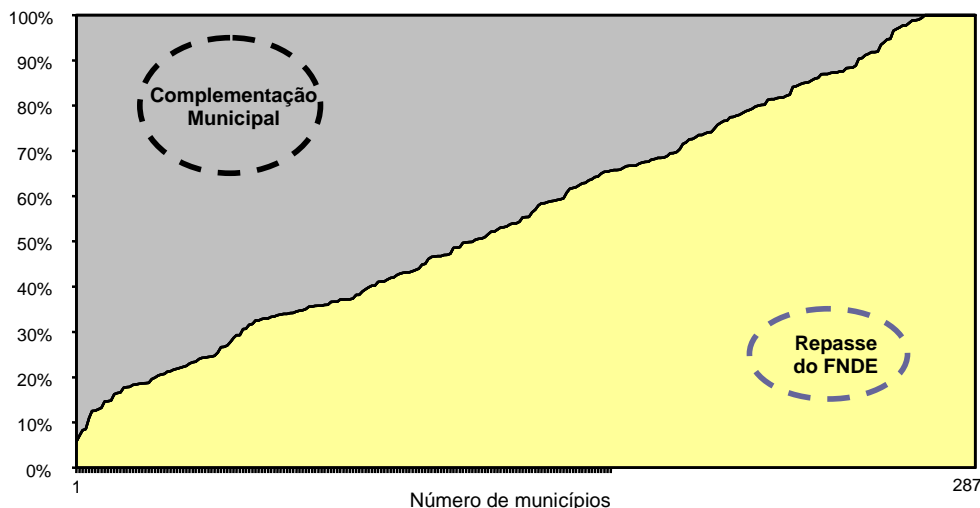 100%
90%
80%
70%
60%
50%
40%
30%
20%
10%
0%
Complementação
Municipal
Repasse
do FNDE
1
287
Número de municípios